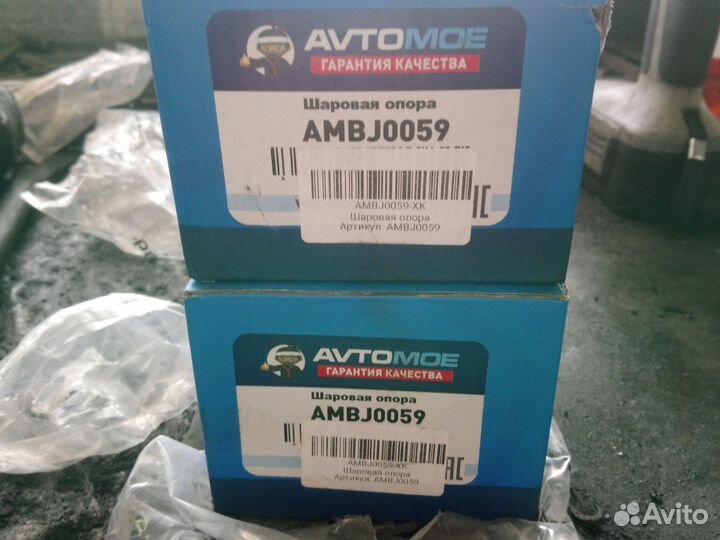 AVTOMOE
ГАРАНТИЯ КАЧЕСТВА
Шаровая опора
AMBJ0059
AMBJ0059-XK
Шаровая опора
Артикул: AMBJ0059
AVTOMOE
ГАРАНТИЯ КАЧЕСТВА
Шаровая опора
AMBJ0059
AMBJ0059-XK
Шаровая опора
Артикул: AMBJ0059
Avito